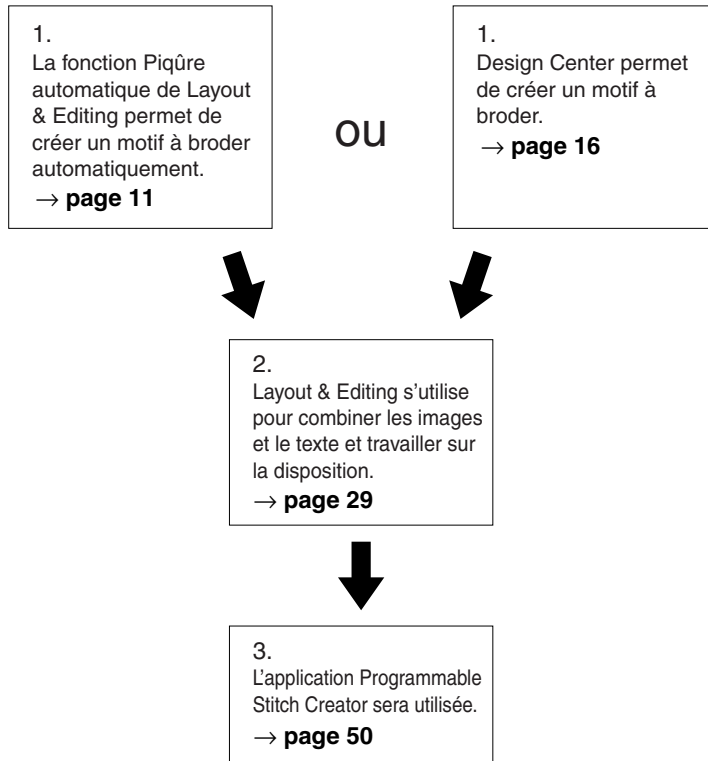 1.
La fonction Piqûre
automatique de Layout
& Editing permet de
créer un motif à broder
automatiquement.
→ page 11
ou
1.
Design Center permet
de créer un motif à
broder.
→ page 16
2.
Layout & Editing s’utilise
pour combiner les images
et le texte et travailler sur
la disposition.
→ page 29
3.
L’application Programmable
Stitch Creator sera utilisée.
→ page 50